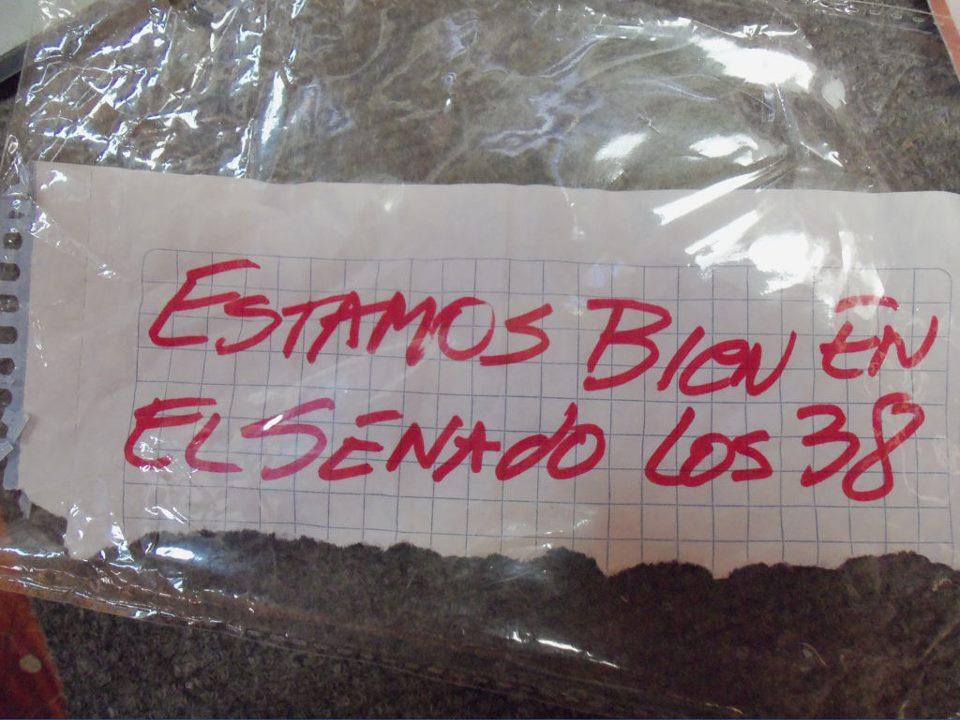 ESTAMOS BIEN EN
EL SENADO LOS 38